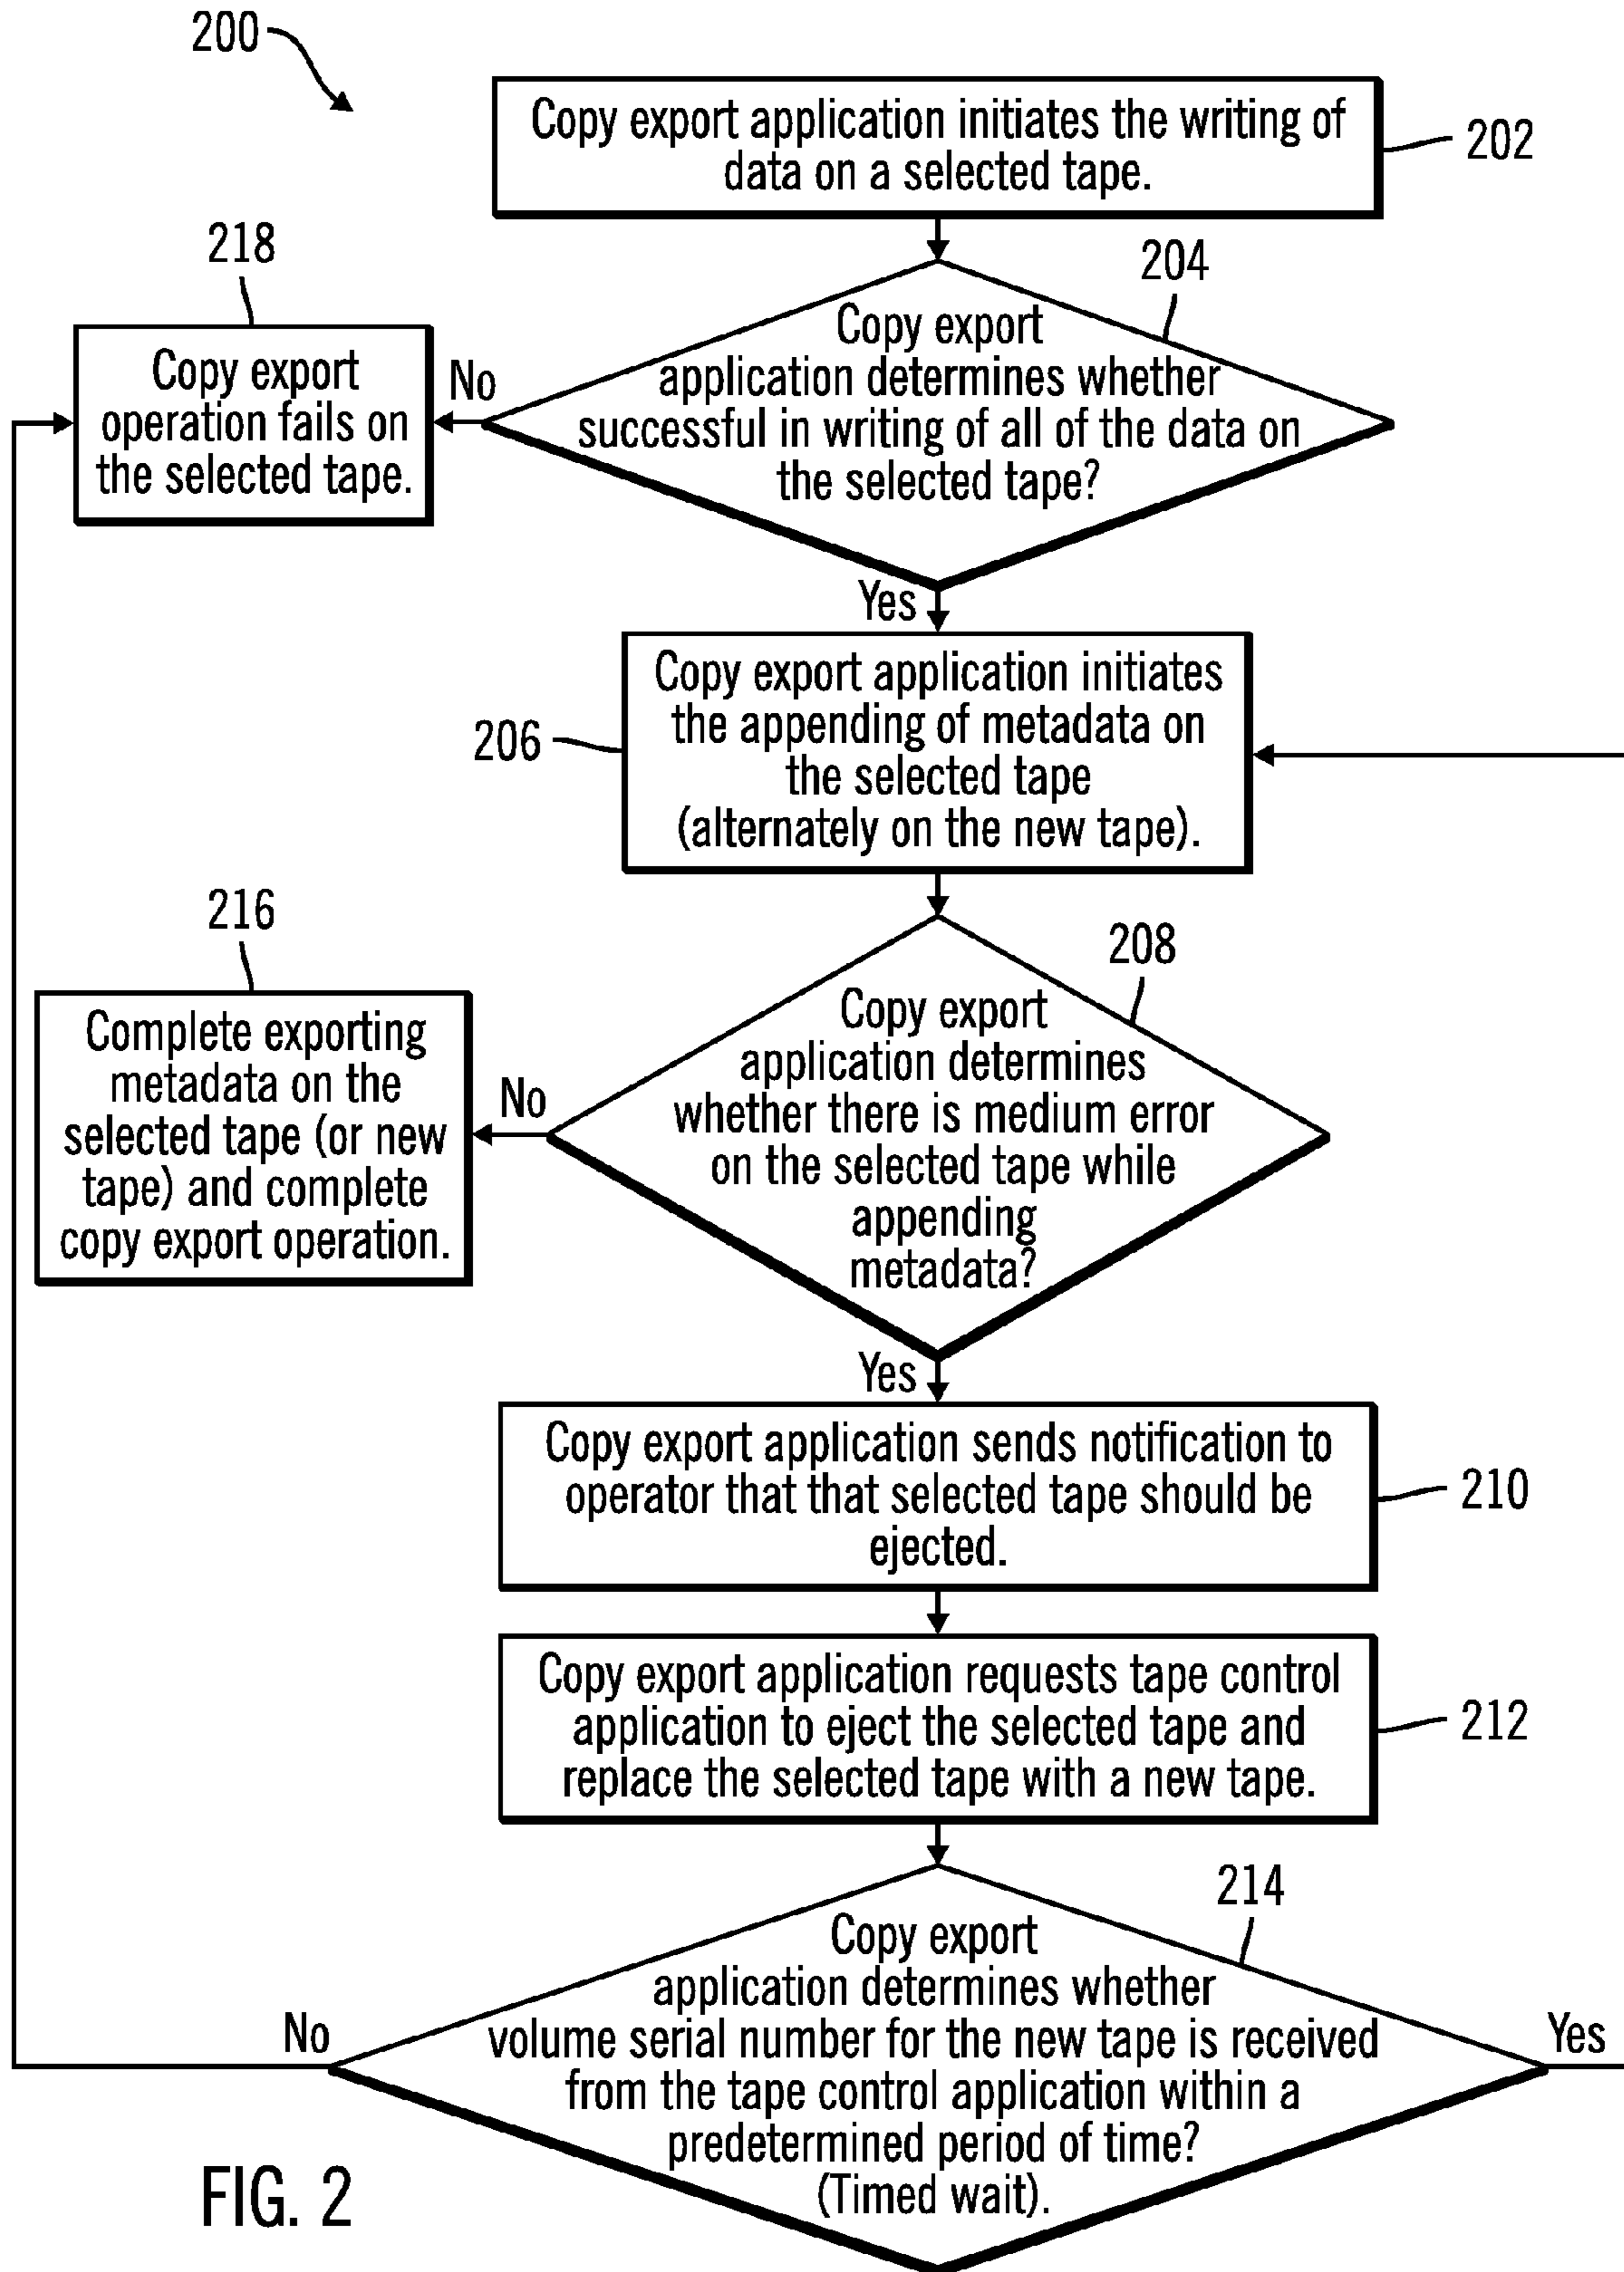 200
Copy export application initiates the writing of
data on a selected tape.
202
218
204
Copy export
operation fails on
the selected tape.
No
Copy export
application determines whether
successful in writing of all of the data on
the selected tape?
Yes
Copy export application initiates
the appending of metadata on
the selected tape
(alternately on the new tape).
206
216
208
Complete exporting
metadata on the
selected tape (or new
tape) and complete
copy export operation.
No
Copy export
application determines
whether there is medium error
on the selected tape while
appending
metadata?
Yes
Copy export application sends notification to
operator that that selected tape should be
ejected.
210
Copy export application requests tape control
application to eject the selected tape and
replace the selected tape with a new tape.
212
214
No
Copy export
application determines whether
volume serial number for the new tape is received
from the tape control application within a
predetermined period of time?
(Timed wait).
Yes
FIG. 2